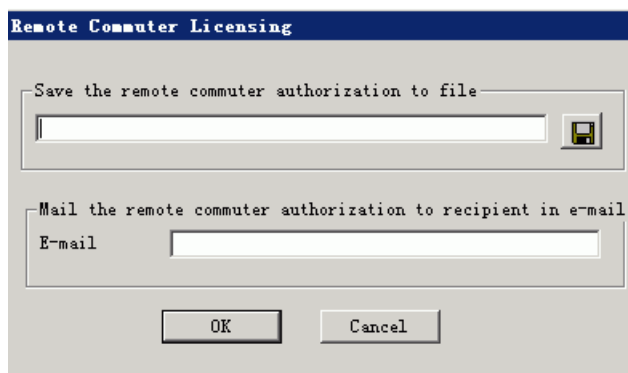 Remote Commuter Licensing
Save the remote commuter authorization to file
Mail the remote commuter authorization to recipient in e-mail
E-mail
OK
Cancel